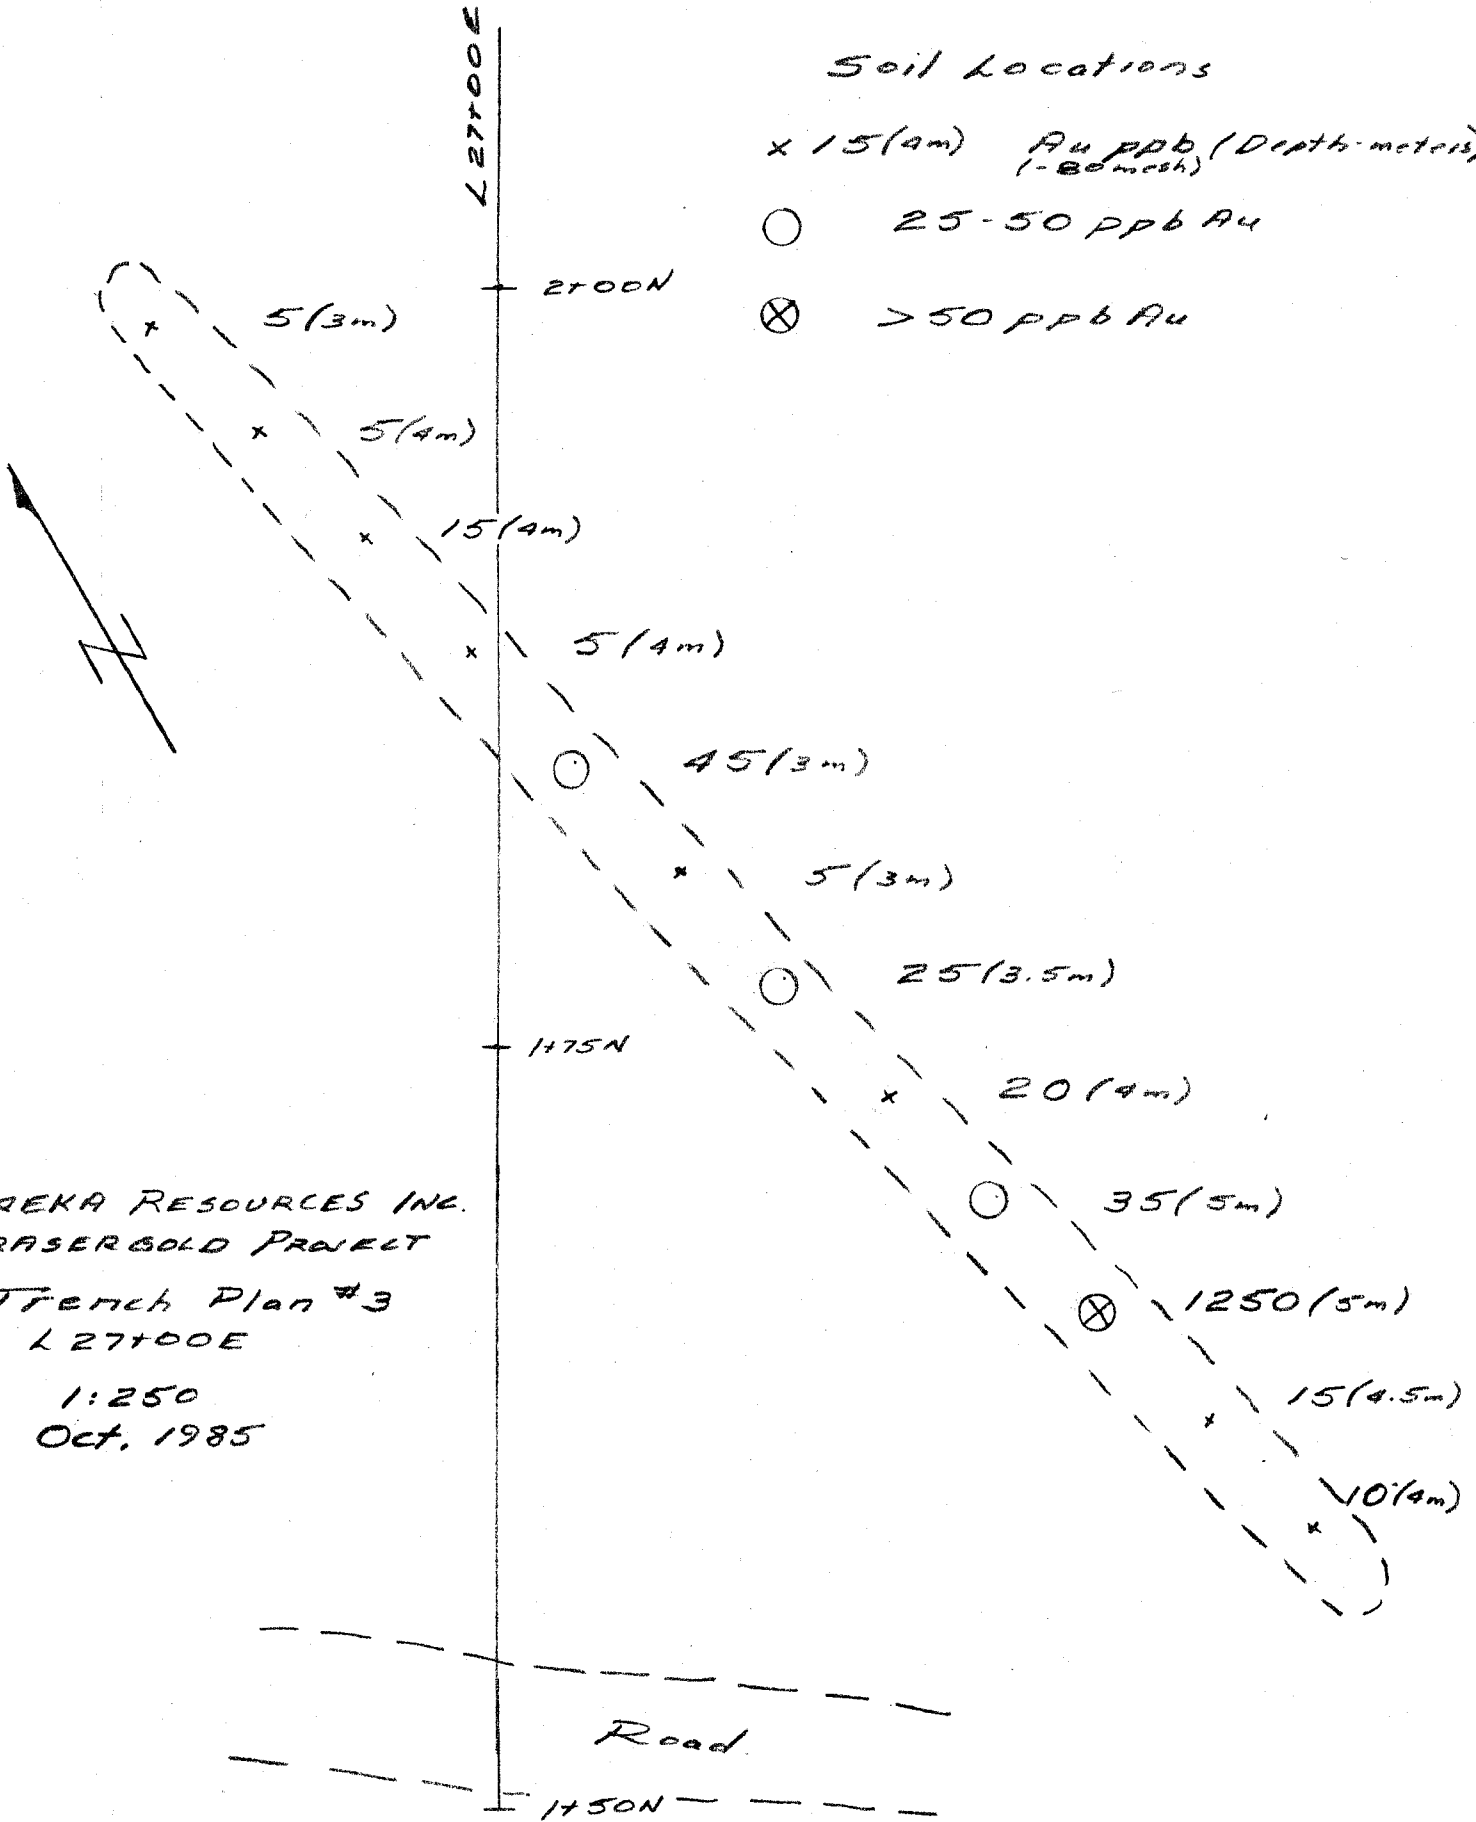 L27+00E
Soil Locations
x 15(4m) Au ppb (Depth-meters)
(-80mesh)
25-50 ppb Au
>50 ppb Au
2+00N
5(3m)
5(4m)
15(4m)
5(4m)
45(3m)
5(3m)
25(3.5m)
1+75N
20(4m)
35(5m)
1250(5m)
15(4.5m)
10(4m)
REKA RESOURCES INC.
RASERGOLD PROJECT
Trench Plan #3
L27+00E
1:250
Oct. 1985
Road
1+50N